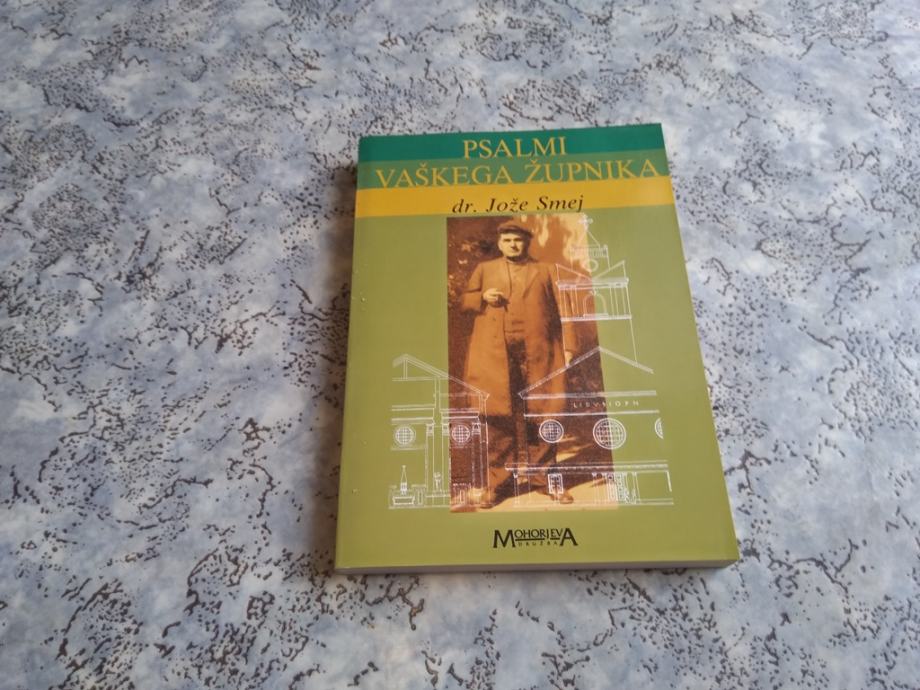 PSALMI
VAŠKEGA ŽUPNIKA
dr. Jože Smej
MOHORJEVA
DRUŽBA